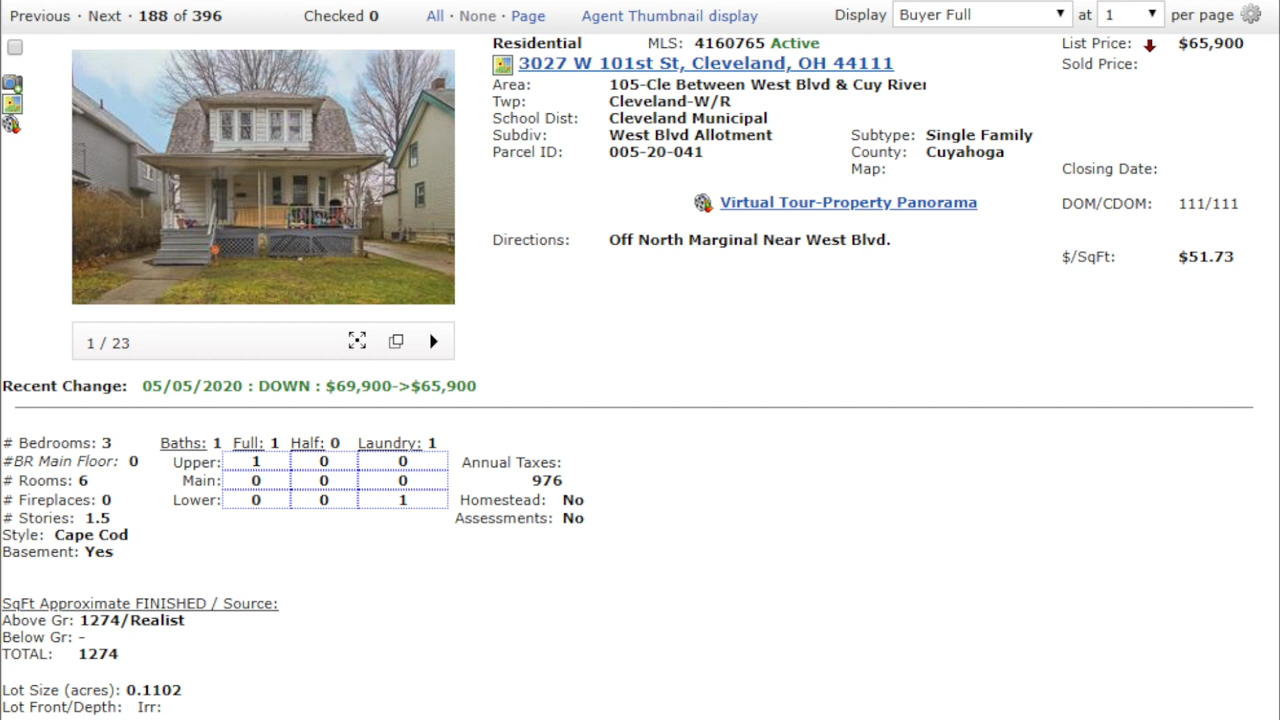 Previous · Next · 188 of 396 Checked 0 All · None · Page Agent Thumbnail display Display Buyer Full at 1 per page
Residential MLS: 4160765 Active List Price: $65,900
3027 W 101st St, Cleveland, OH 44111 Sold Price:
Area: 105-Cle Between West Blvd & Cuy River
Twp: Cleveland-W/R
School Dist: Cleveland Municipal
Subdiv: West Blvd Allotment Subtype: Single Family
Parcel ID: 005-20-041 County: Cuyahoga
Map: Closing Date:
Virtual Tour-Property Panorama DOM/CDOM: 111/111
Directions: Off North Marginal Near West Blvd.
$/SqFt: $51.73
1 / 23
Recent Change: 05/05/2020 : DOWN : $69,900->$65,900
# Bedrooms: 3 Baths: 1 Full: 1 Half: 0 Laundry: 1
#BR Main Floor: 0 Upper: 1 0 0 Annual Taxes:
# Rooms: 6 Main: 0 0 0 976
# Fireplaces: 0 Lower: 0 0 1 Homestead: No
# Stories: 1.5 Assessments: No
Style: Cape Cod
Basement: Yes
SqFt Approximate FINISHED / Source:
Above Gr: 1274/Realist
Below Gr: -
TOTAL: 1274
Lot Size (acres): 0.1102
Lot Front/Depth: Irr: